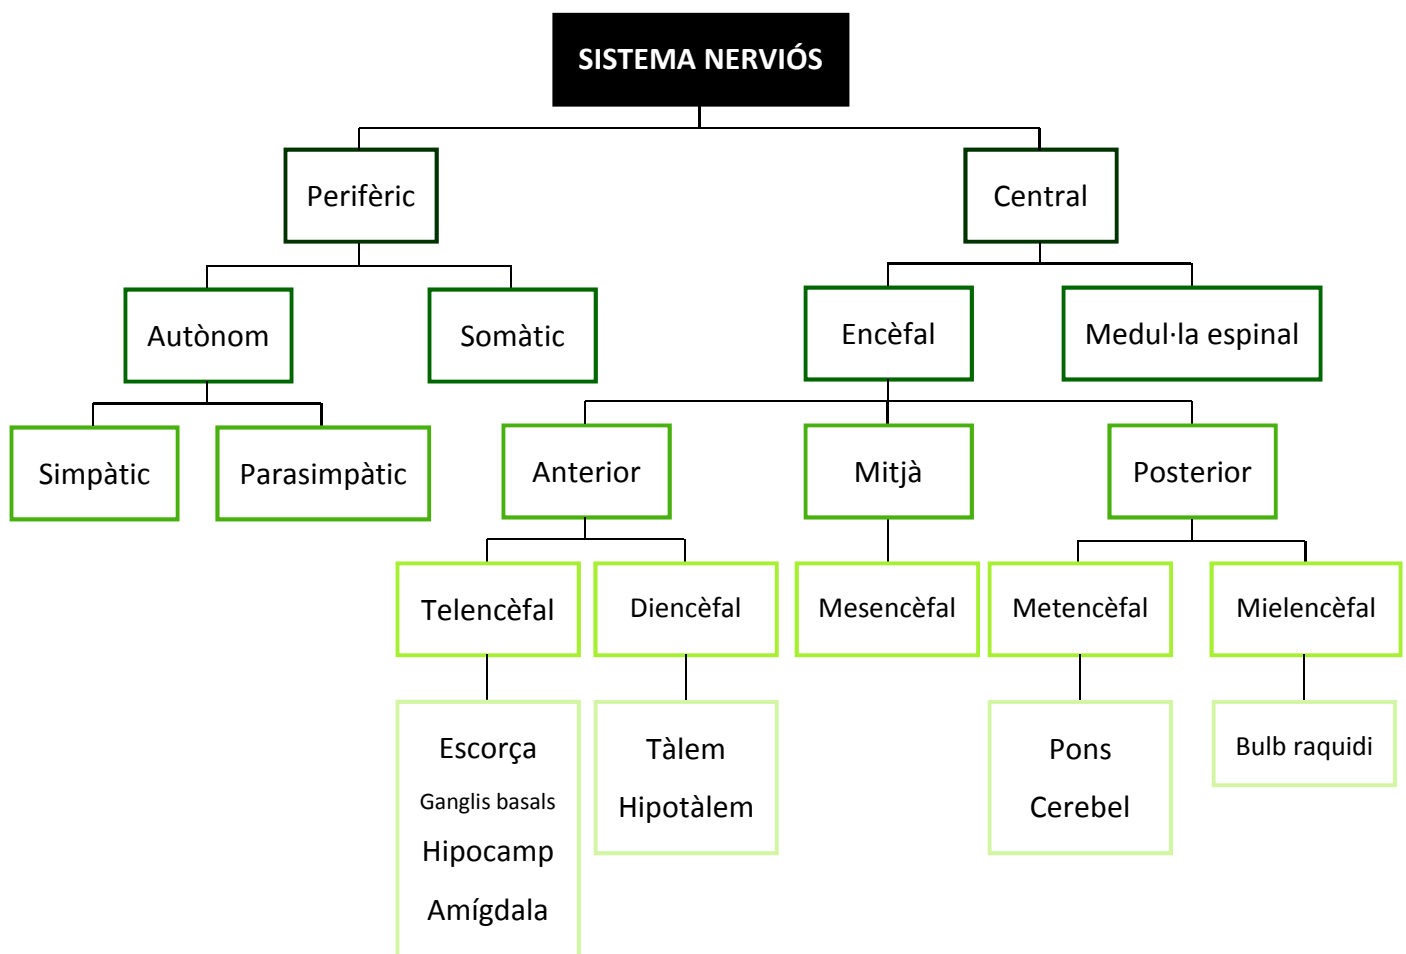 SISTEMA NERVIÓS
Perifèric
Central
Autònom
Somàtic
Encèfal
Medul·la espinal
Simpàtic
Parasimpàtic
Anterior
Mitjà
Posterior
Telencèfal
Diencèfal
Mesencèfal
Metencèfal
Mielencèfal
Escorça
Ganglis basals
Hipocamp
Amígdala
Tàlem
Hipotàlem
Pons
Cerebel
Bulb raquidi